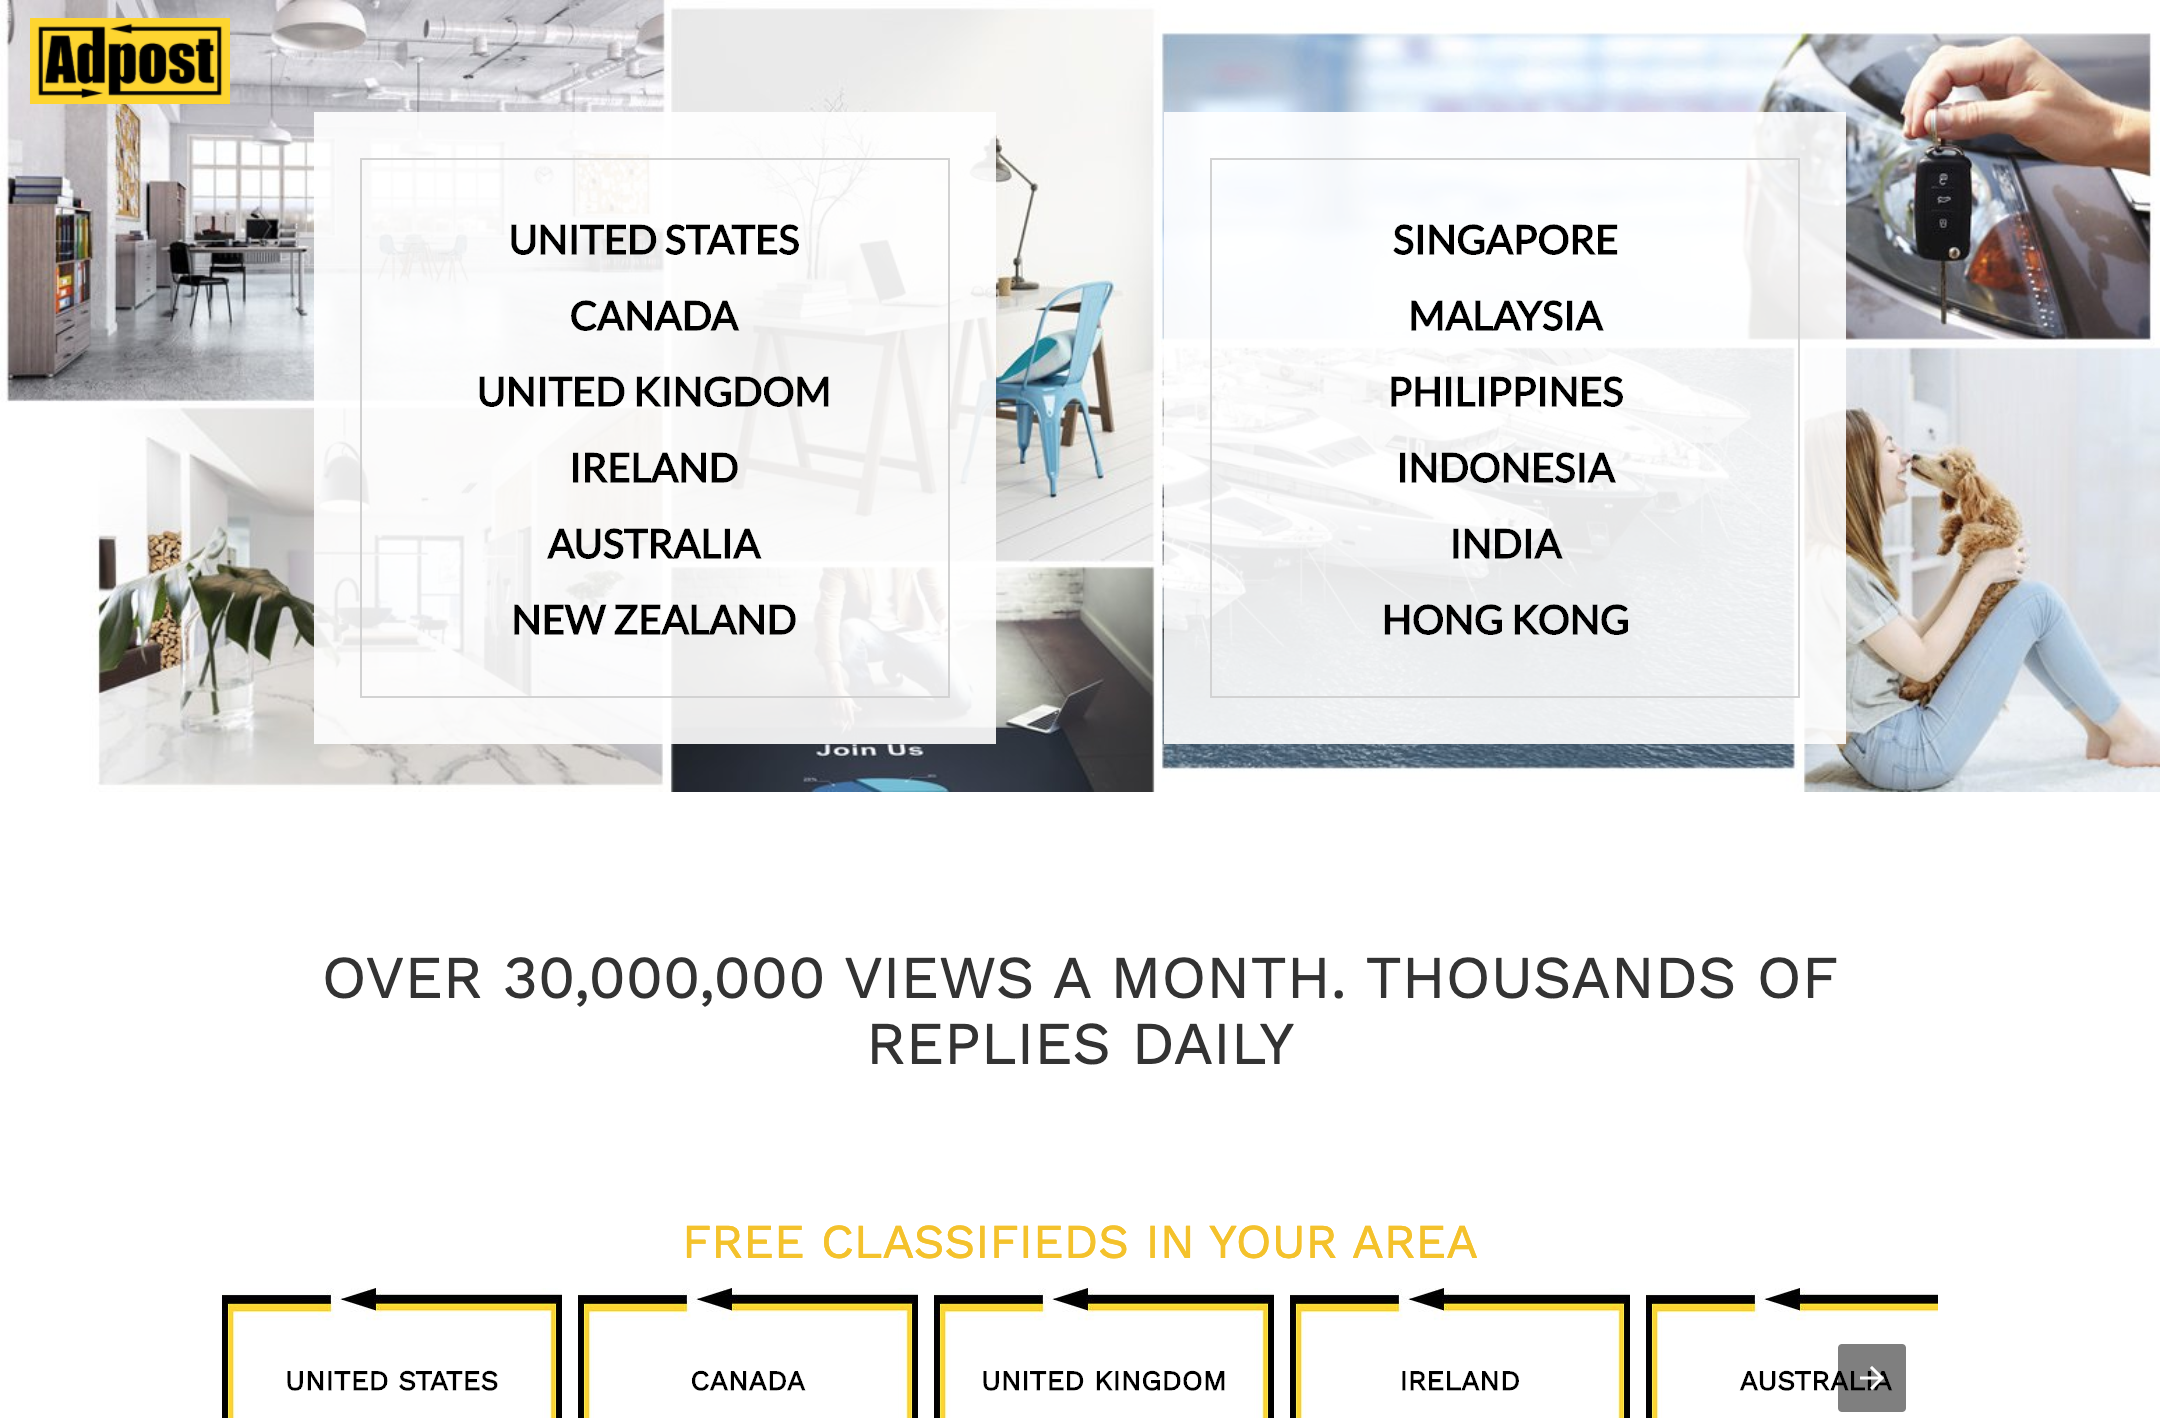 Adpost
UNITED STATES
CANADA
UNITED KINGDOM
IRELAND
AUSTRALIA
NEW ZEALAND
SINGAPORE
MALAYSIA
PHILIPPINES
INDONESIA
INDIA
HONG KONG
Join Us
OVER 30,000,000 VIEWS A MONTH. THOUSANDS OF
REPLIES DAILY
FREE CLASSIFIEDS IN YOUR AREA
UNITED STATES
CANADA
UNITED KINGDOM
IRELAND
AUSTRALIA